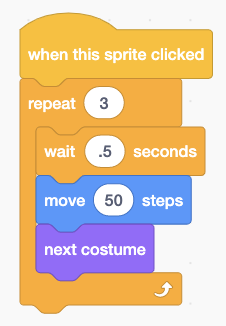 when this sprite clicked
repeat 3
wait .5 seconds
move 50 steps
next costume